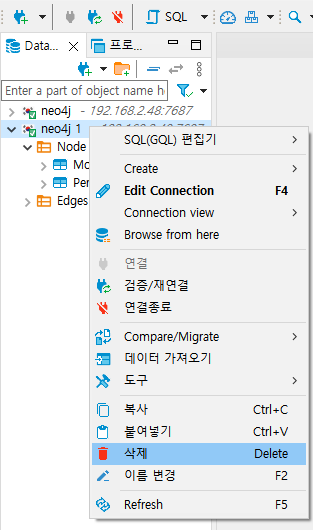 SQL
Data...
프로...
Enter a part of object name he
neo4j - 192.168.2.48:7687
neo4j 1
Node
Mo
Per
Edges
SQL(GQL) 편집기
Create
Edit Connection F4
Connection view
Browse from here
연결
검증/재연결
연결종료
Compare/Migrate
데이터 가져오기
도구
복사 Ctrl+C
붙여넣기 Ctrl+V
삭제 Delete
이름 변경 F2
Refresh F5